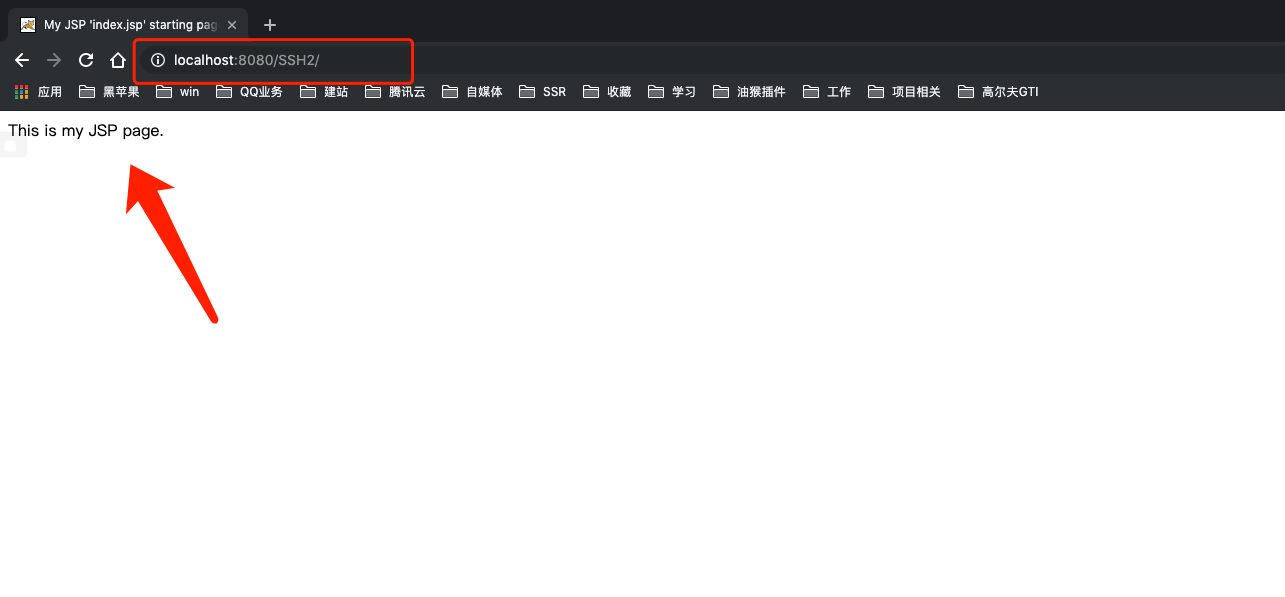 My JSP 'index.jsp' starting pag
localhost:8080/SSH2/
应用 黑苹果 win QQ业务 建站 腾讯云 自媒体 SSR 收藏 学习 油猴插件 工作 项目相关 高尔夫GTI
This is my JSP page.